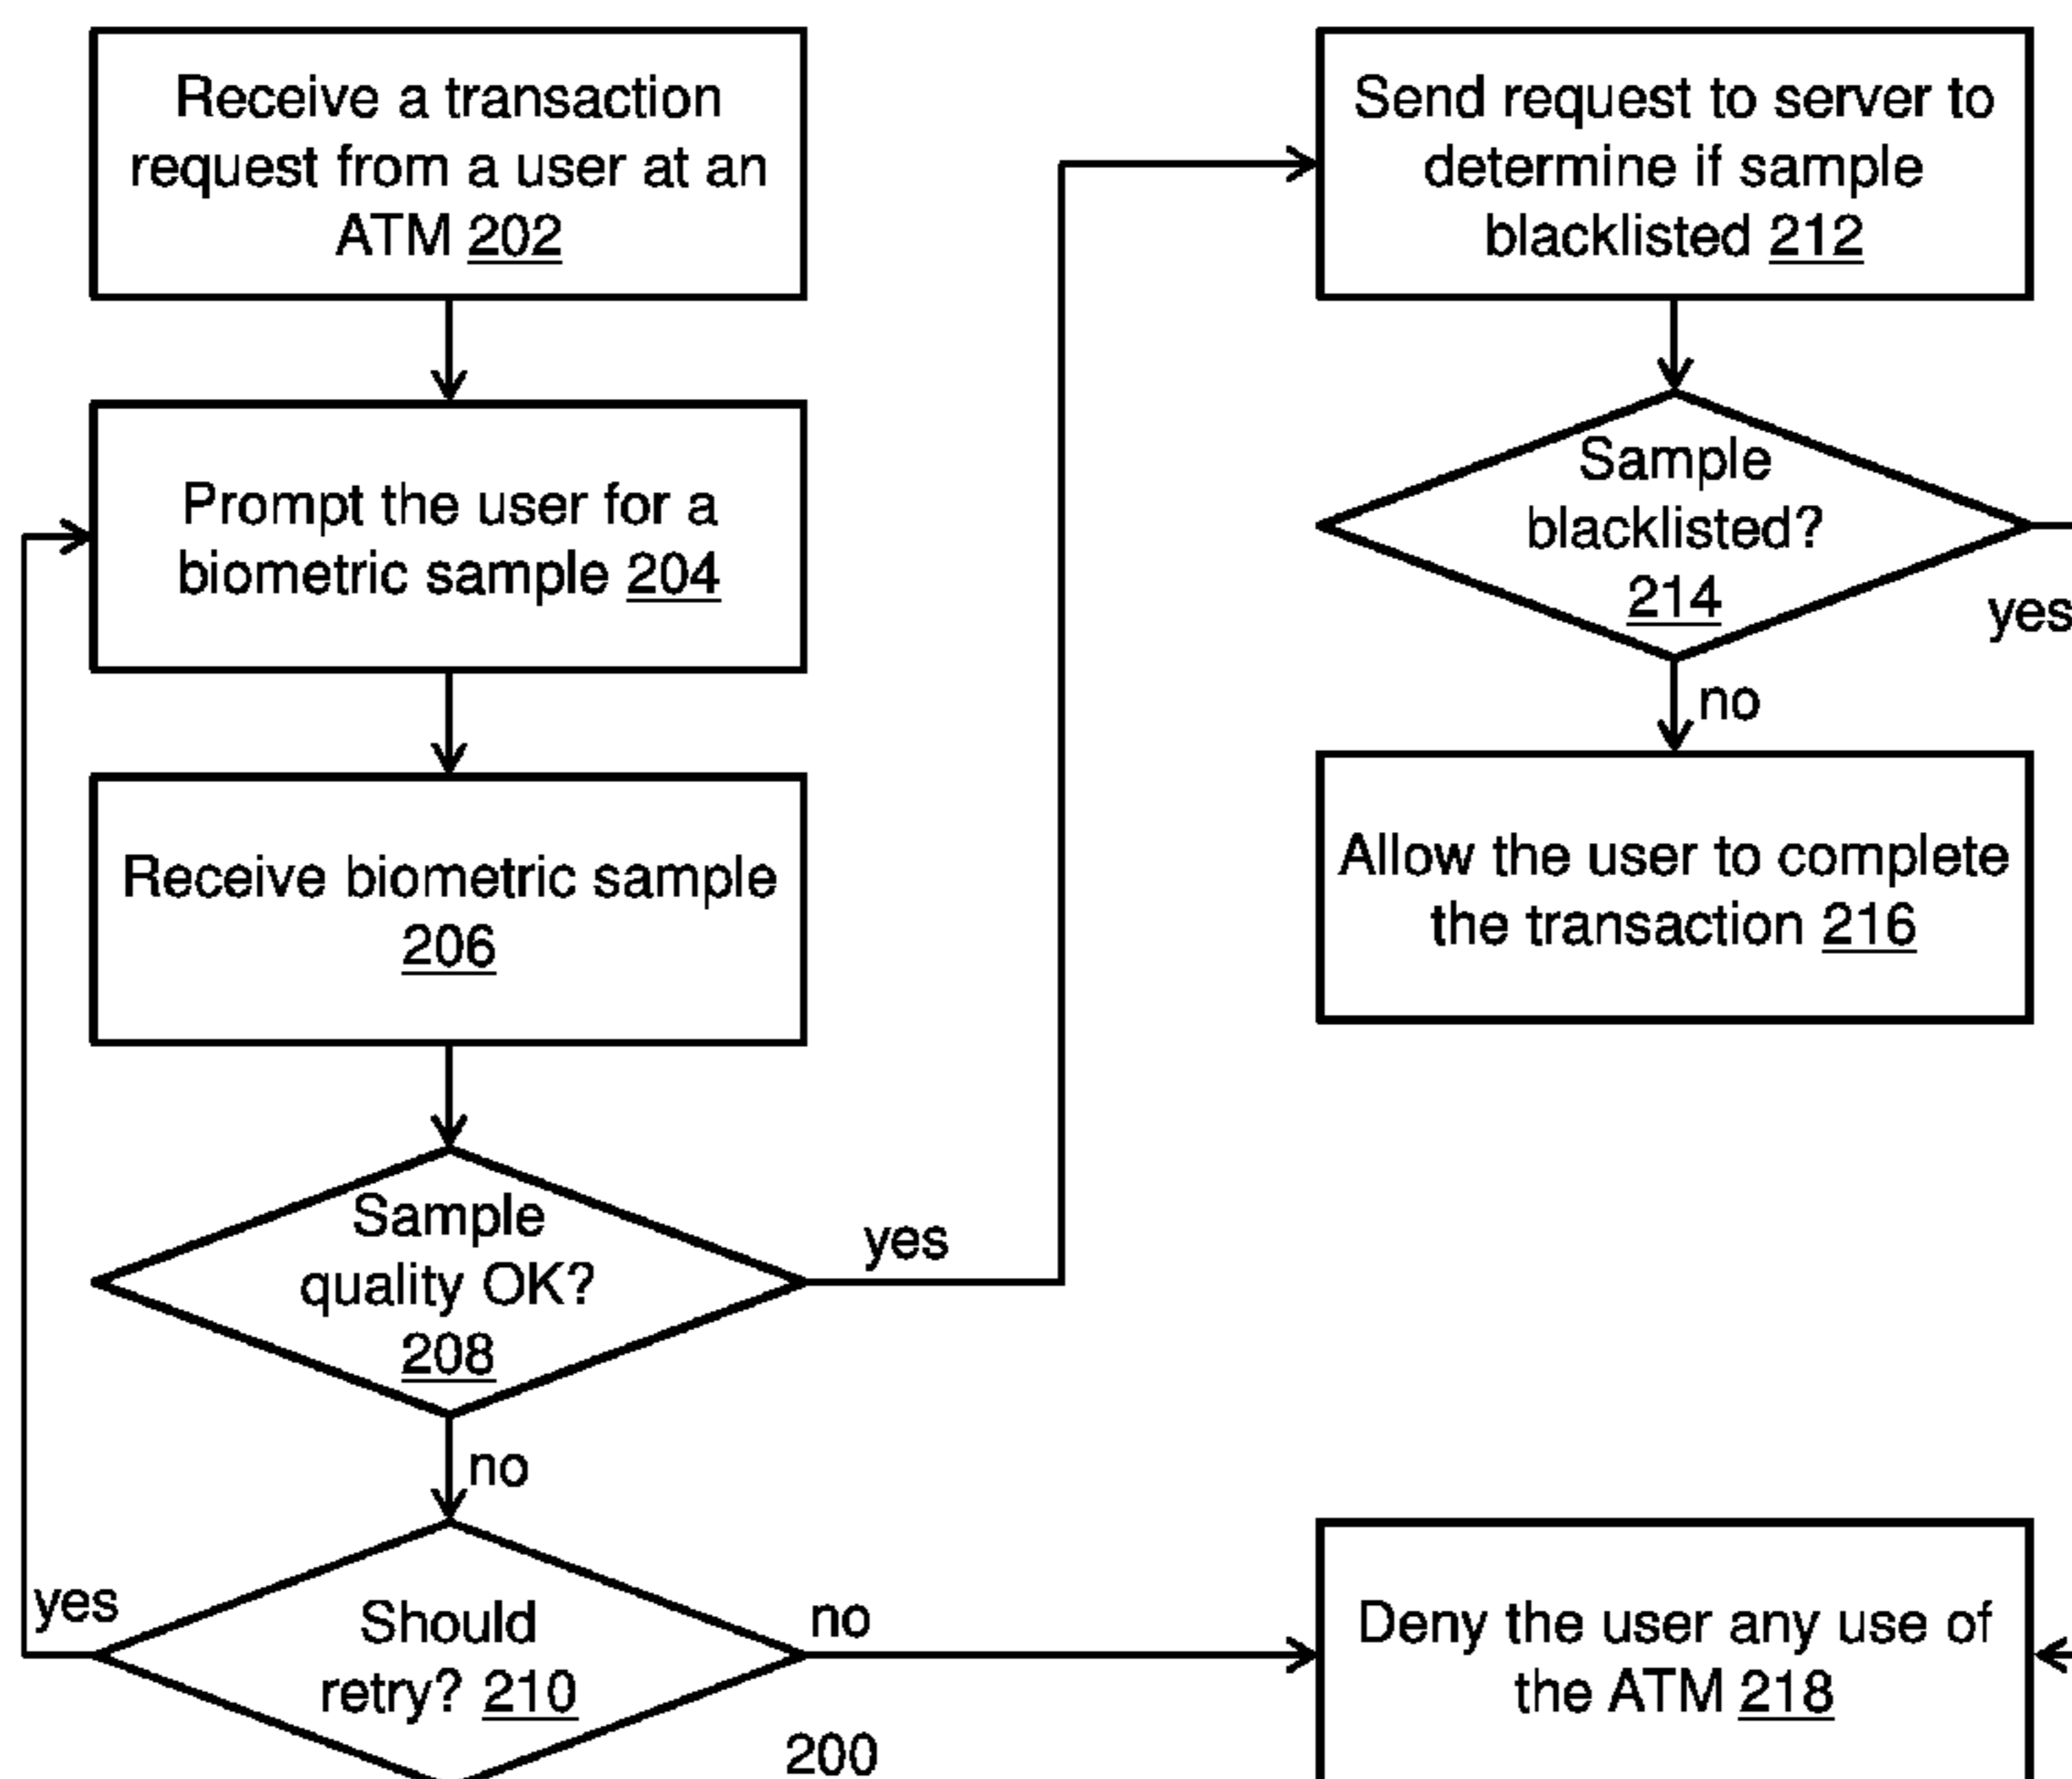 Receive a transaction
request from a user at an
ATM 202
Prompt the user for a
biometric sample 204
Receive biometric sample
206
Sample
quality OK?
208
yes
no
Should
retry? 210
yes
no
200
Send request to server to
determine if sample
blacklisted 212
Sample
blacklisted?
214
yes
no
Allow the user to complete
the transaction 216
Deny the user any use of
the ATM 218